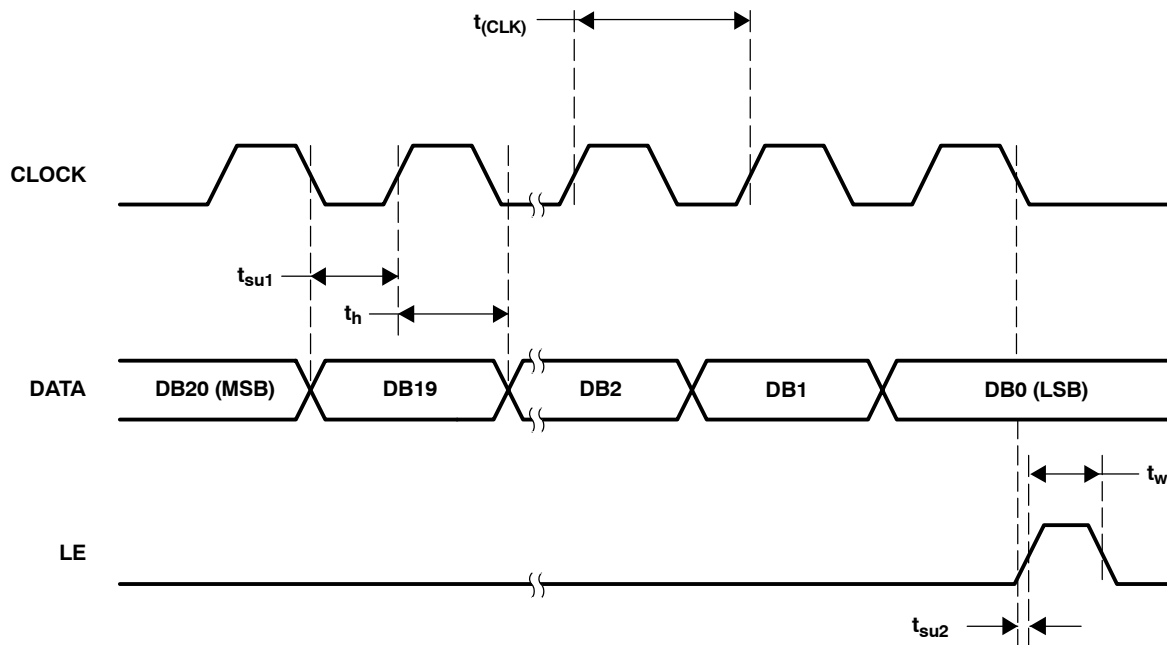 t(CLK)
CLOCK
tsu1
th
DATA
DB20 (MSB)
DB19
DB2
DB1
DB0 (LSB)
tw
LE
tsu2